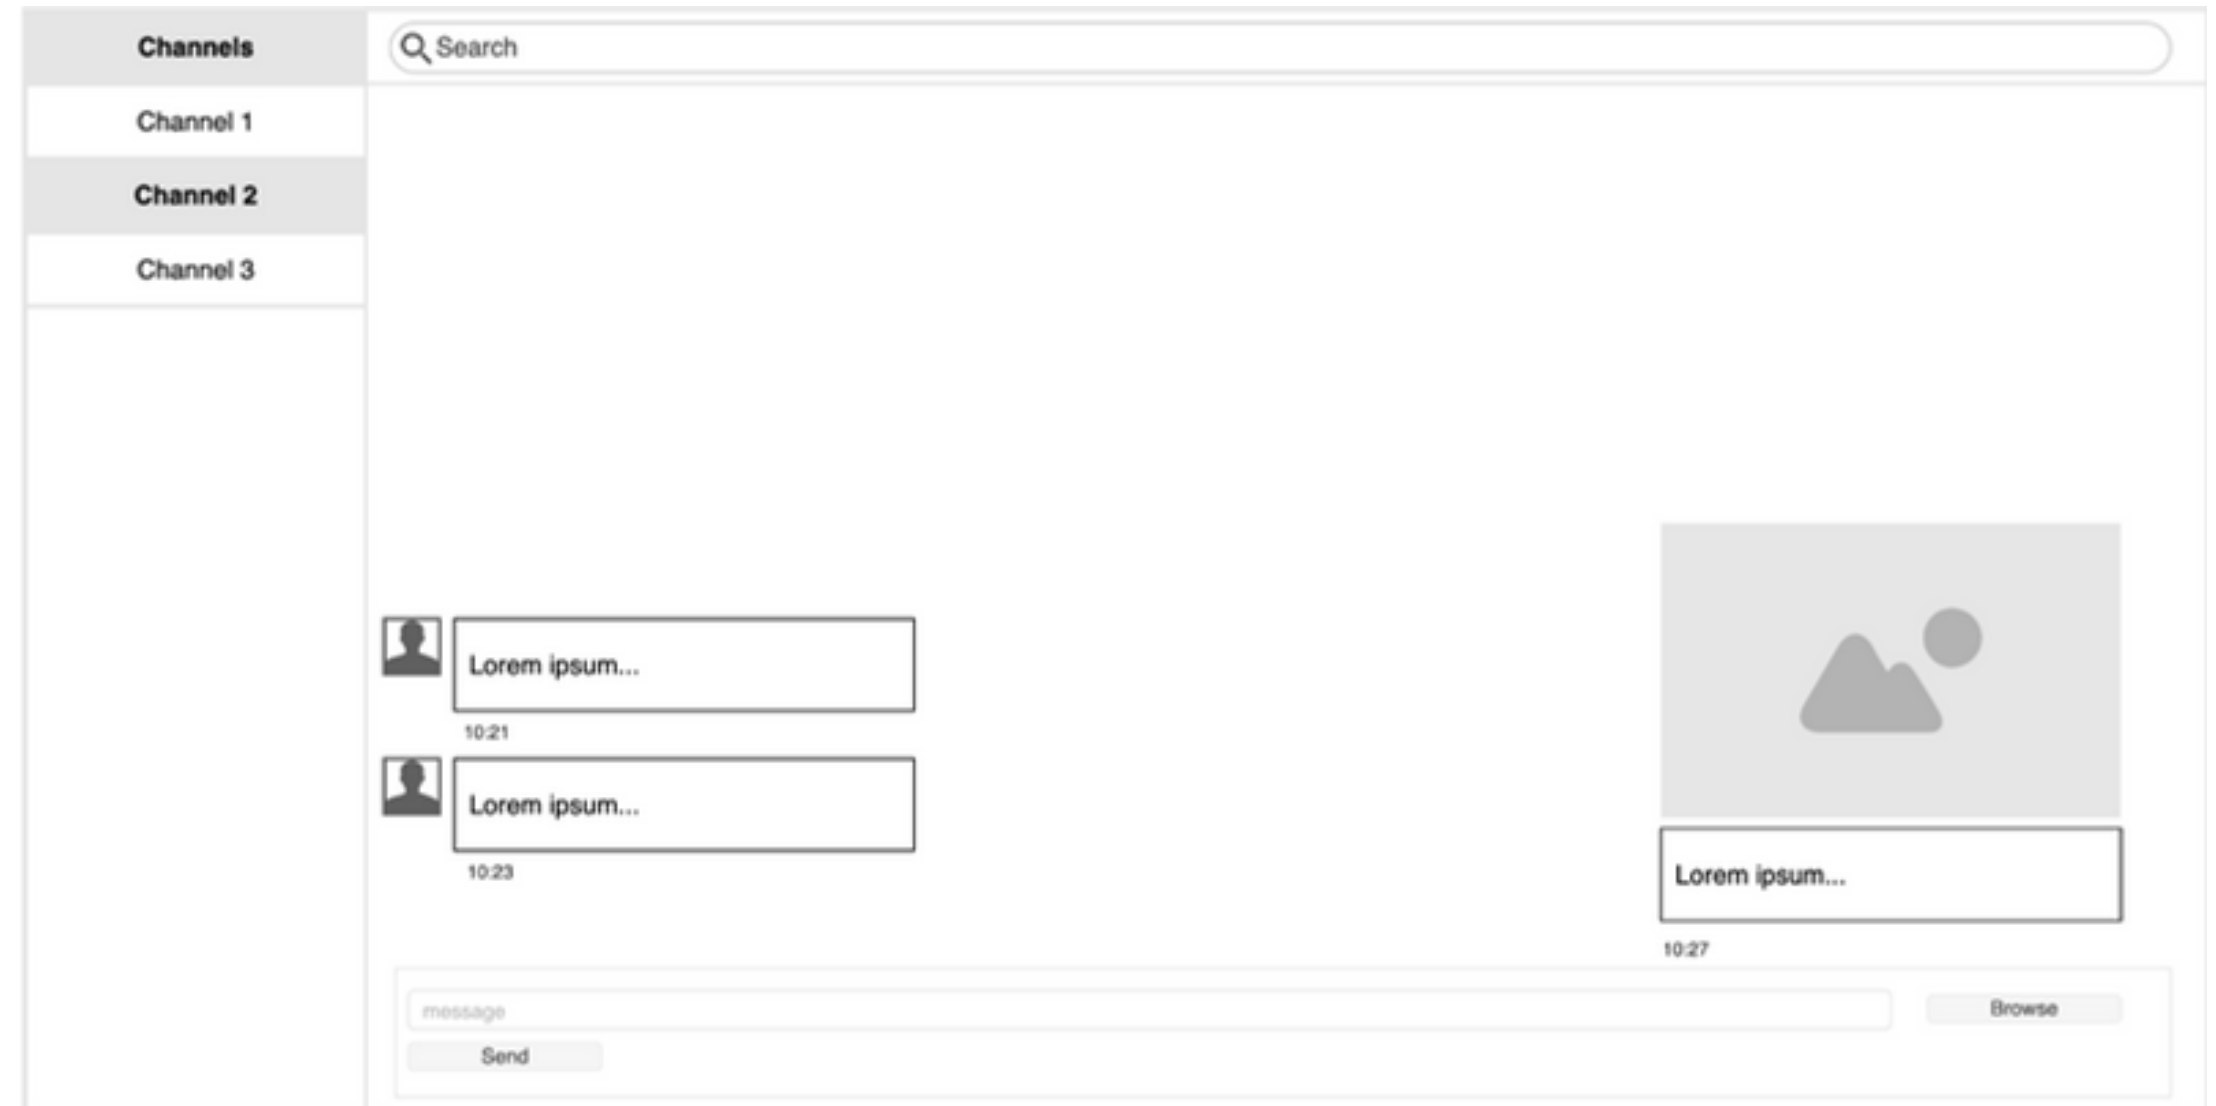 Channels
Search
Channel 1
Channel 2
Channel 3
Lorem ipsum...
10:21
Lorem ipsum...
10:23
Lorem ipsum...
10:27
message
Browse
Send